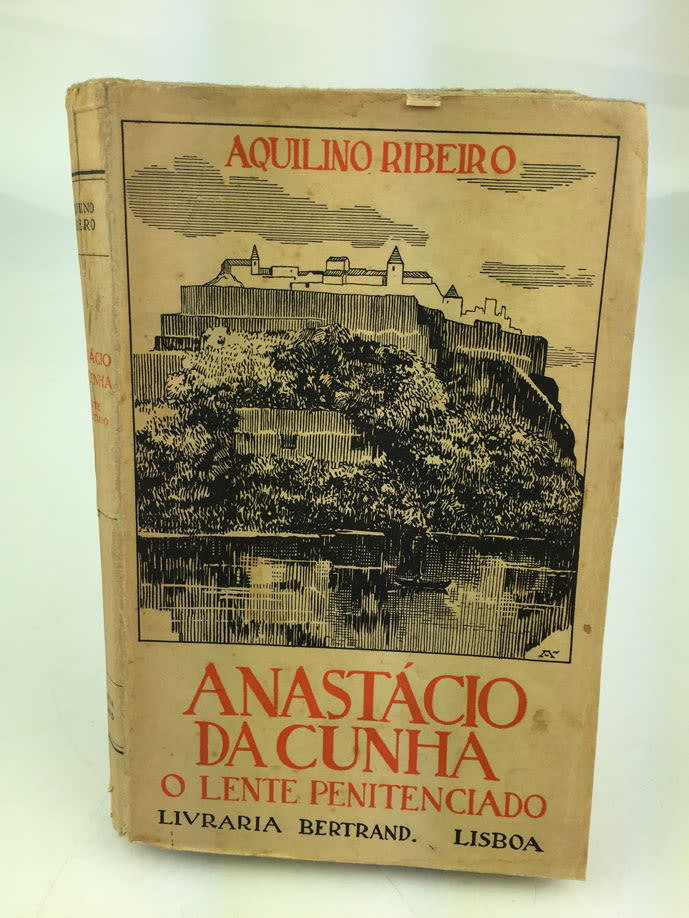 AQUILINO RIBEIRO
ANASTÁCIO
DA CUNHA
O LENTE PENITENCIADO
LIVRARIA BERTRAND. LISBOA